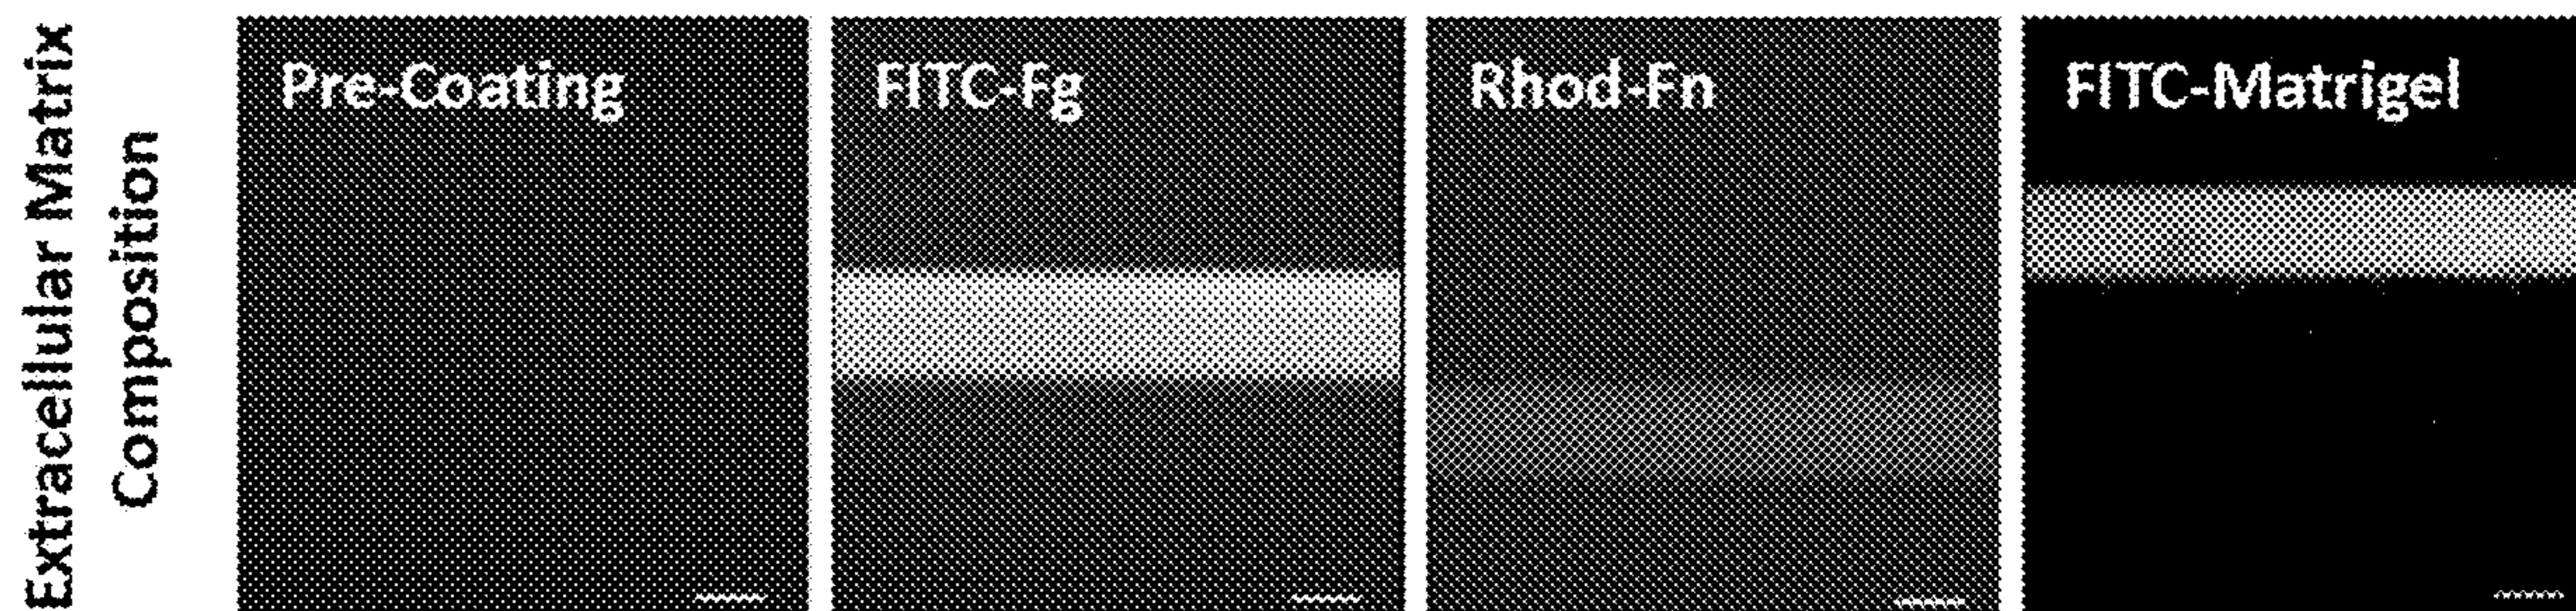 Extracellular Matrix
Composition
Pre-Coating
FITC-Fg
Rhod-Fn
FITC-Matrigel